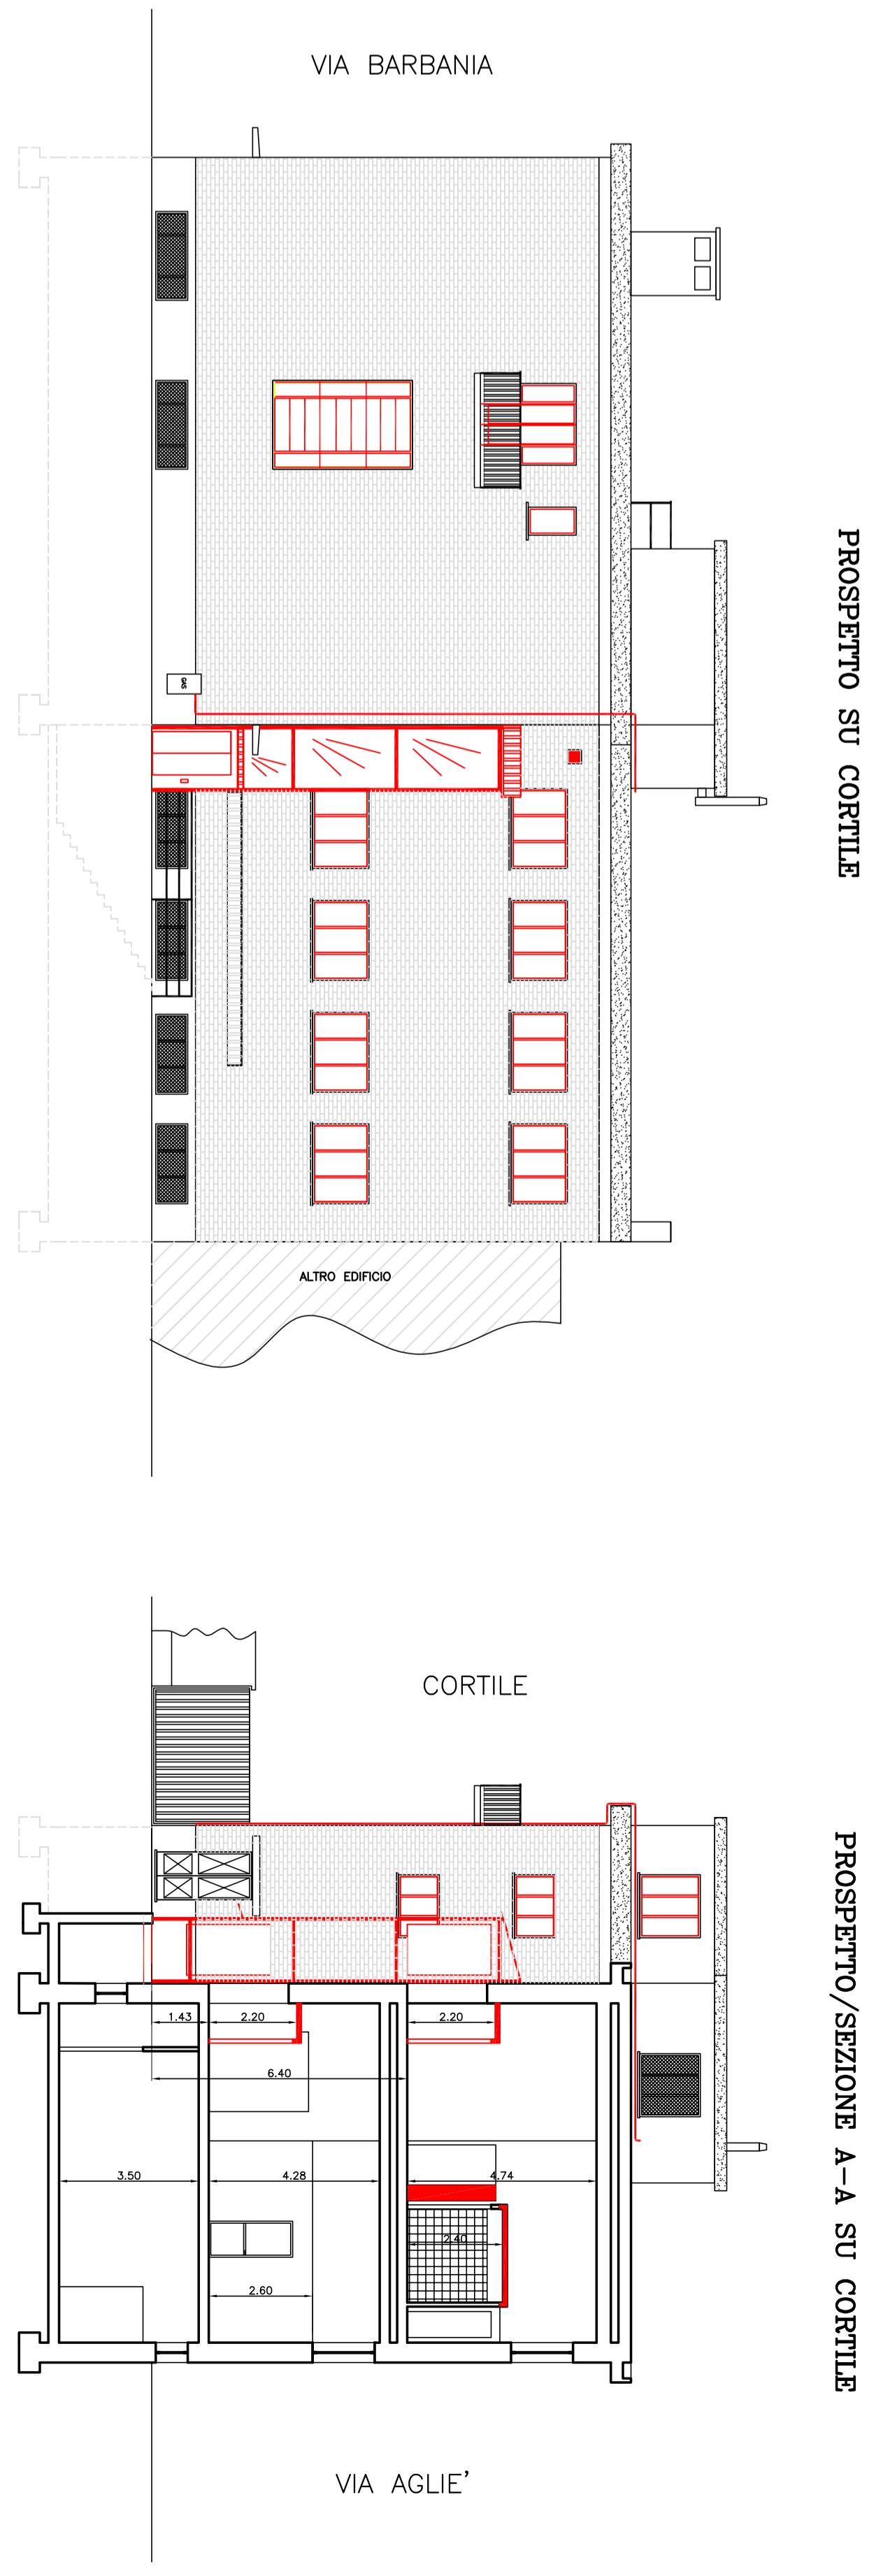 VIA BARBANIA
PROSPETTO SU CORTILE
GAS
ALTRO EDIFICIO
CORTILE
PROSPETTO/SEZIONE A-A SU CORTILE
1.43
2.20
2.20
6.40
3.50
4.28
4.74
2.40
2.60
VIA AGLIE'